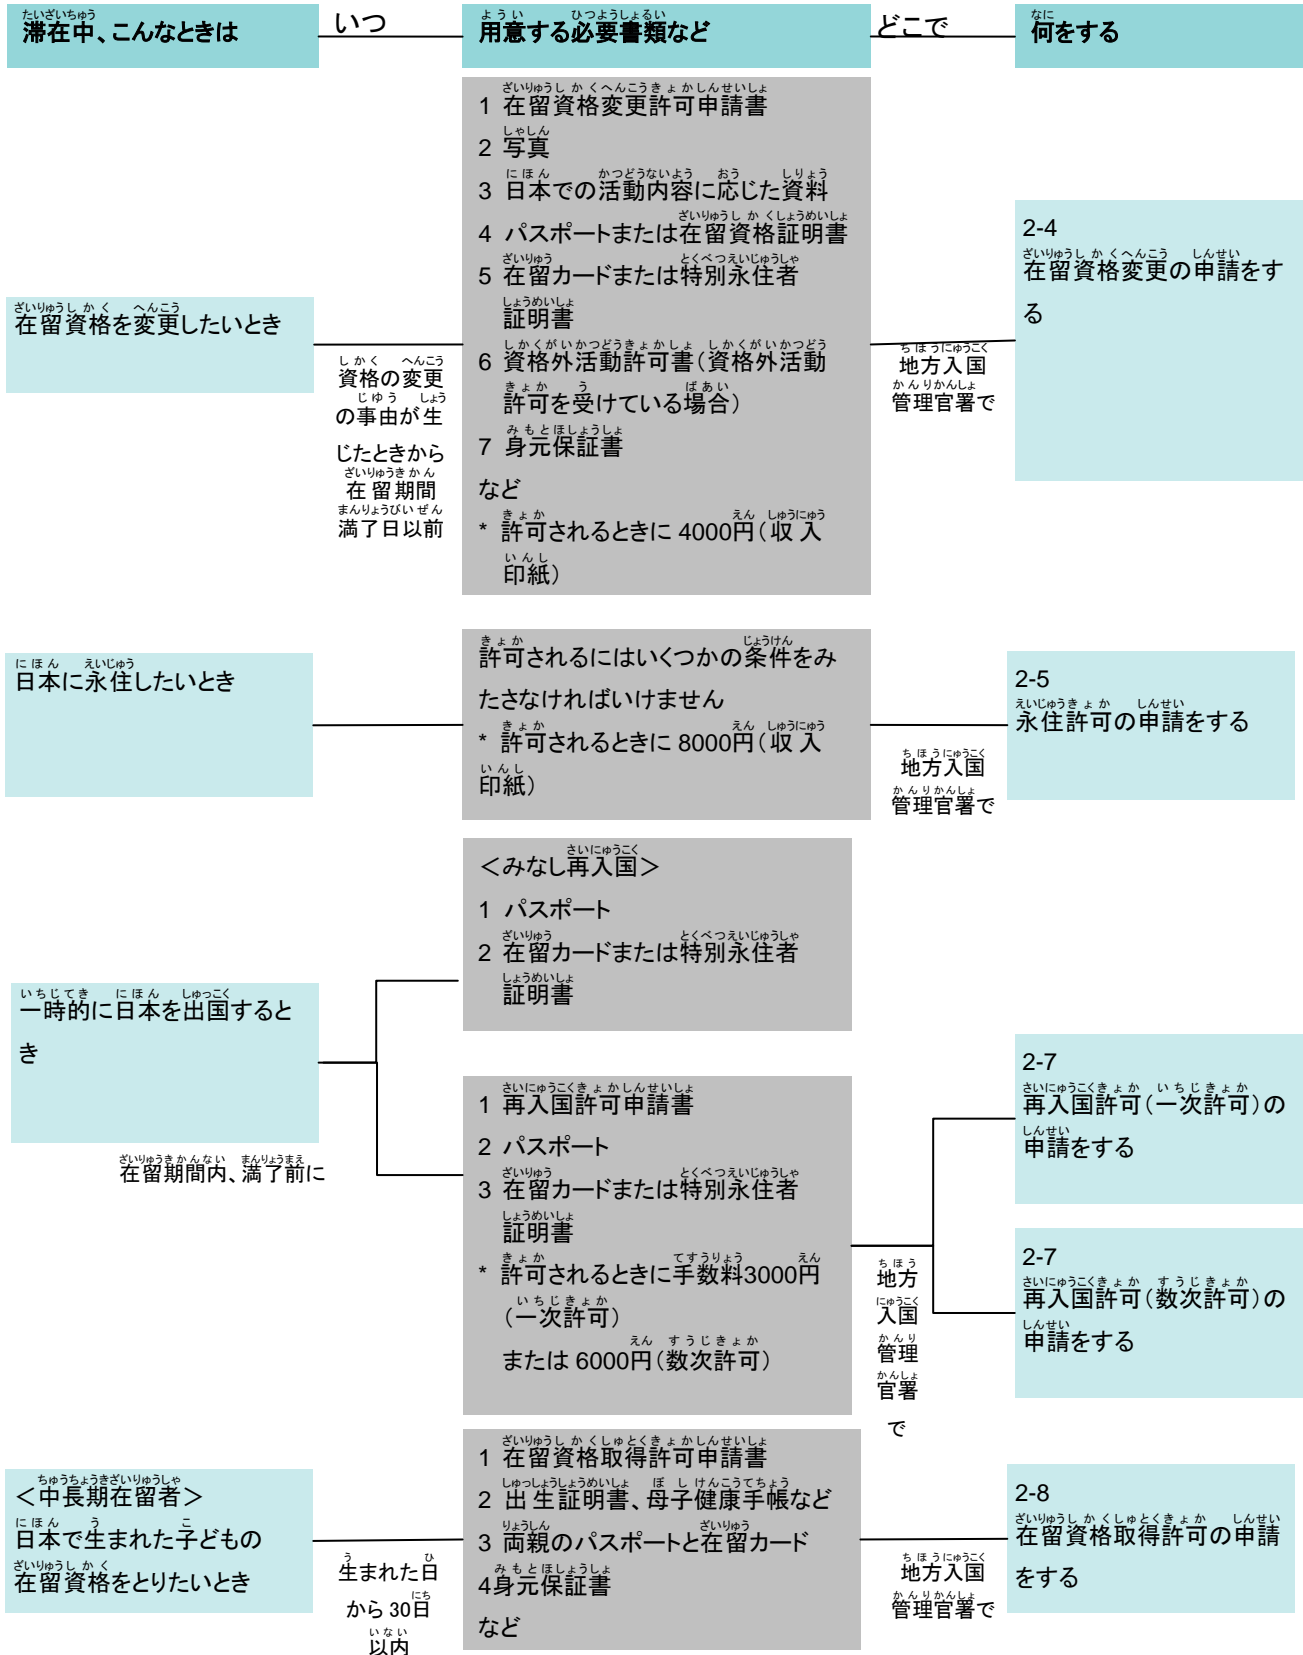 滞在中、こんなときは
いつ
用意する必要書類など
どこで
何をする
在留資格を変更したいとき
資格の変更
の事由が生
じたときから
在留期間
満了日以前
1 在留資格変更許可申請書
2 写真
3 日本での活動内容に応じた資料
4 パスポートまたは在留資格証明書
5 在留カードまたは特別永住者
証明書
6 資格外活動許可書（資格外活動
許可を受けている場合）
7 身元保証書
など
* 許可されるときに 4000円（収入
印紙）
地方入国
管理官署で
2-4
在留資格変更の申請をす
る
日本に永住したいとき
許可されるにはいくつかの条件をみ
たさなければいけません
* 許可されるときに 8000円（収入
印紙）
地方入国
管理官署で
2-5
永住許可の申請をする
一時的に日本を出国すると
き
在留期間内、満了前に
＜みなし再入国＞
1 パスポート
2 在留カードまたは特別永住者
証明書
1 再入国許可申請書
2 パスポート
3 在留カードまたは特別永住者
証明書
* 許可されるときに手数料3000円
（一次許可）
または 6000円（数次許可）
地方
入国
管理
官署
で
2-7
再入国許可（一次許可）の
申請をする
2-7
再入国許可（数次許可）の
申請をする
＜中長期在留者＞
日本で生まれた子どもの
在留資格をとりたいとき
生まれた日
から 30日
以内
1 在留資格取得許可申請書
2 出生証明書、母子健康手帳など
3 両親のパスポートと在留カード
4身元保証書
など
地方入国
管理官署で
2-8
在留資格取得許可の申請
をする